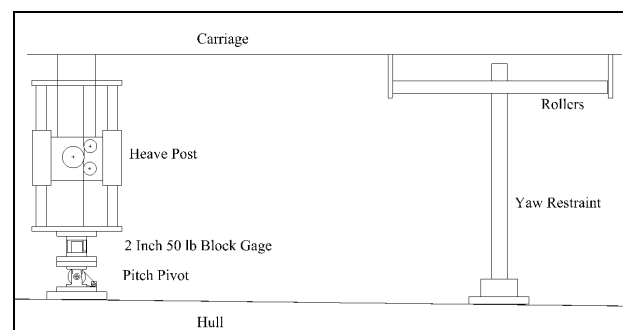 Carriage
Rollers
Heave Post
Yaw Restraint
2 Inch 50 lb Block Gage
Pitch Pivot
Hull